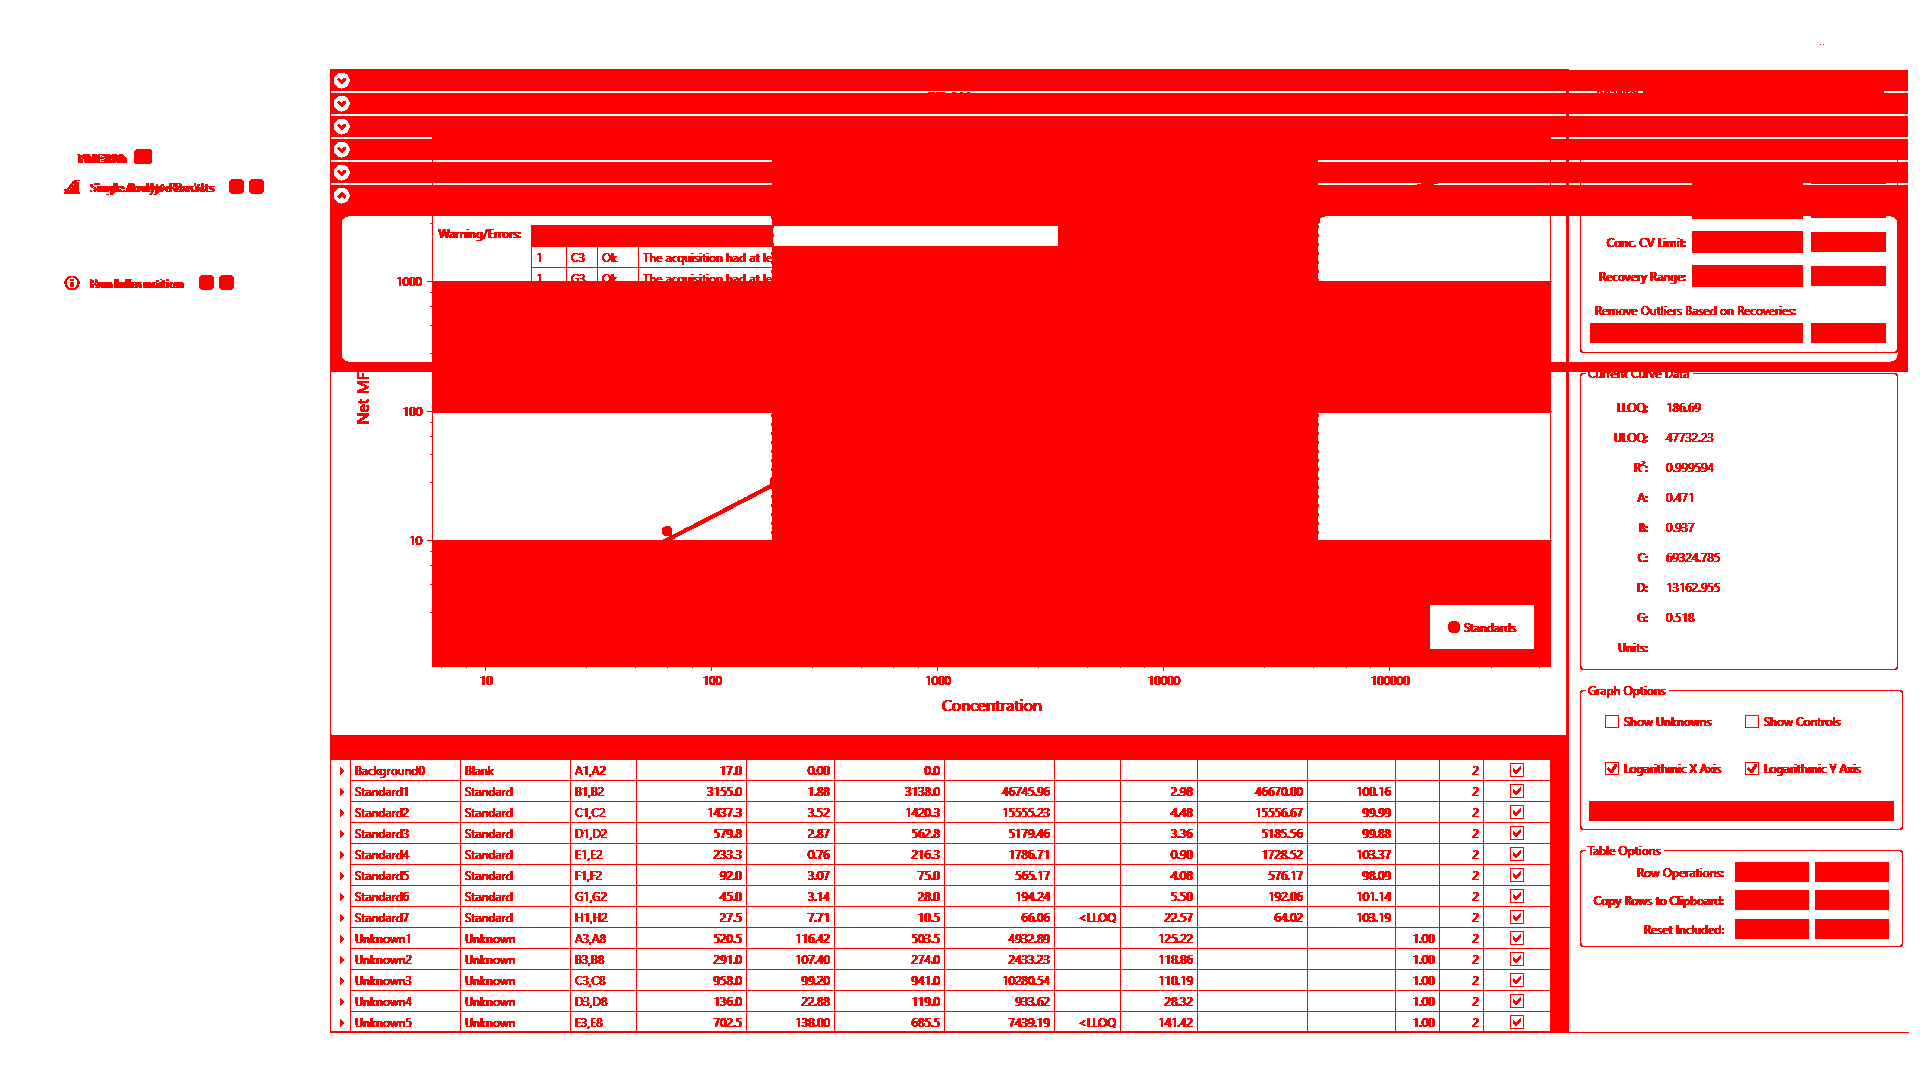 Warning/Errors:
1 C3 Ok The acquisition had at le
1 G3 Ok The acquisition had at le
1000
100
10
Net MF
10 100 1000 10000 100000
Concentration
Standards
Conc. CV Limit:
Recovery Range:
Remove Outliers Based on Recoveries:
Current Curve Data
LLOQ: 186.69
ULOQ: 47732.23
R²: 0.999594
A: 0.471
B: 0.937
C: 69324.785
D: 13162.955
G: 0.518
Units:
Graph Options
Show Unknowns Show Controls
Logarithmic X Axis Logarithmic Y Axis
Table Options
Row Operations:
Copy Rows to Clipboard:
Reset Included:
Background0 Blank A1,A2 17.0 0.00 0.0 2
Standard1 Standard B1,B2 3155.0 1.88 3138.0 46745.96 2.98 46670.00 100.16 2
Standard2 Standard C1,C2 1437.3 3.52 1420.3 15555.23 4.48 15556.67 99.99 2
Standard3 Standard D1,D2 579.8 2.87 562.8 5179.46 3.36 5185.56 99.88 2
Standard4 Standard E1,E2 233.3 0.76 216.3 1786.71 0.90 1728.52 103.37 2
Standard5 Standard F1,F2 92.0 3.07 75.0 565.17 4.08 576.17 98.09 2
Standard6 Standard G1,G2 45.0 3.14 28.0 194.24 5.50 192.06 101.14 2
Standard7 Standard H1,H2 27.5 7.71 10.5 66.06 <LLOQ 22.57 64.02 103.19 2
Unknown1 Unknown A3,A8 520.5 116.42 503.5 4932.89 125.22 1.00 2
Unknown2 Unknown B3,B8 291.0 107.40 274.0 2433.23 118.86 1.00 2
Unknown3 Unknown C3,C8 958.0 99.20 941.0 10280.54 110.19 1.00 2
Unknown4 Unknown D3,D8 136.0 22.88 119.0 933.62 28.32 1.00 2
Unknown5 Unknown E3,E8 702.5 138.00 685.5 7439.19 <LLOQ 141.42 1.00 2